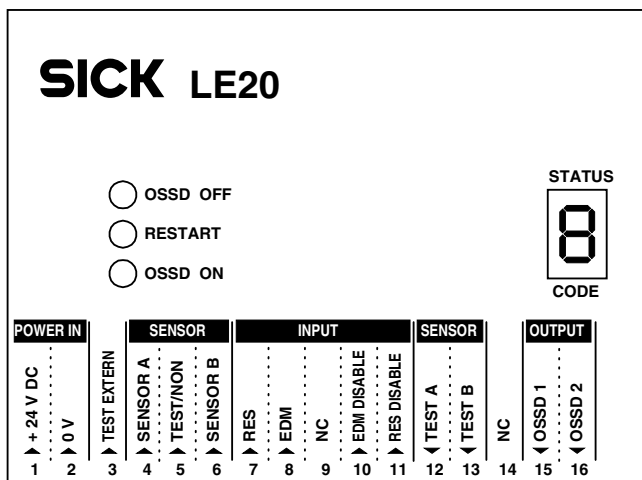 SICK LE20
OSSD OFF
RESTART
OSSD ON
STATUS
8
CODE
POWER IN
SENSOR
INPUT
SENSOR
OUTPUT
+ 24 V DC
0 V
TEST EXTERN
SENSOR A
TEST/NON
SENSOR B
RES
EDM
NC
EDM DISABLE
RES DISABLE
TEST A
TEST B
NC
OSSD 1
OSSD 2
1 2 3 4 5 6 7 8 9 10 11 12 13 14 15 16